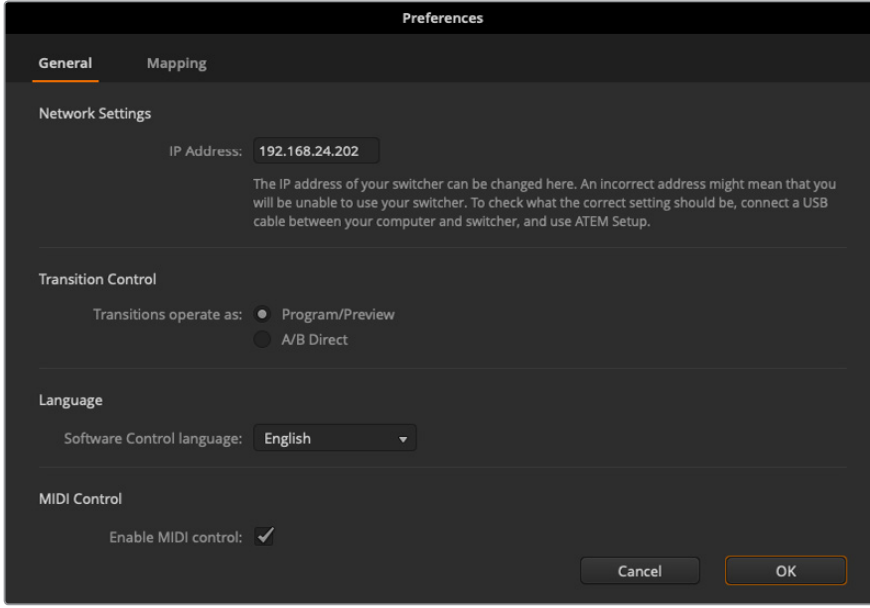 Preferences
General Mapping
Network Settings
IP Address: 192.168.24.202
The IP address of your switcher can be changed here. An incorrect address might mean that you
will be unable to use your switcher. To check what the correct setting should be, connect a USB
cable between your computer and switcher, and use ATEM Setup.
Transition Control
Transitions operate as: Program/Preview
A/B Direct
Language
Software Control language: English
MIDI Control
Enable MIDI control:
Cancel OK